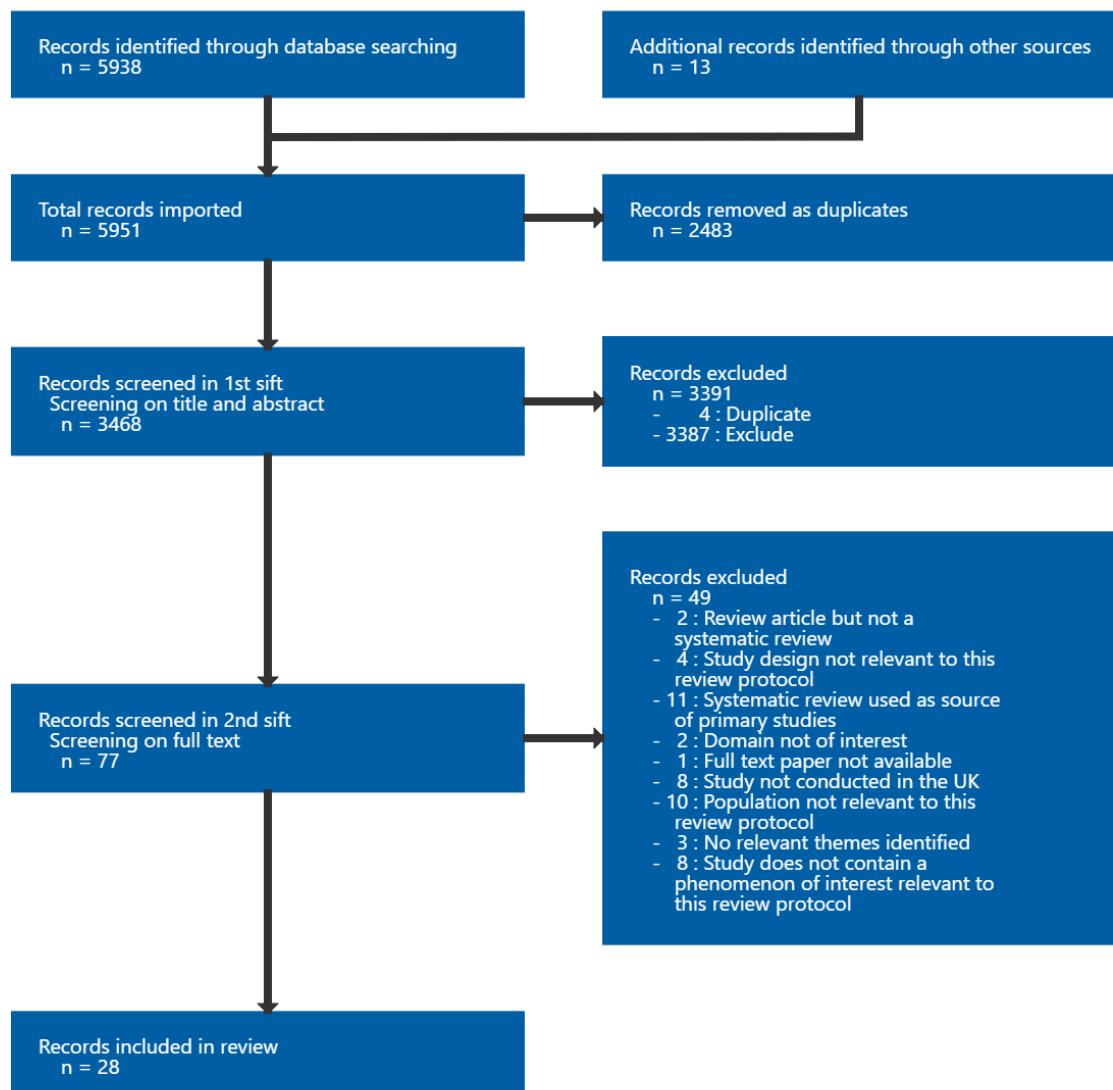 Records identified through database searching
n = 5938
Additional records identified through other sources
n = 13
Total records imported
n = 5951
Records removed as duplicates
n = 2483
Records screened in 1st sift
Screening on title and abstract
n = 3468
Records excluded
n = 3391
- 4 : Duplicate
- 3387 : Exclude
Records screened in 2nd sift
Screening on full text
n = 77
Records excluded
n = 49
- 2 : Review article but not a
systematic review
- 4 : Study design not relevant to this
review protocol
- 11 : Systematic review used as source
of primary studies
- 2 : Domain not of interest
- 1 : Full text paper not available
- 8 : Study not conducted in the UK
- 10 : Population not relevant to this
review protocol
- 3 : No relevant themes identified
- 8 : Study does not contain a
phenomenon of interest relevant to
this review protocol
Records included in review
n = 28